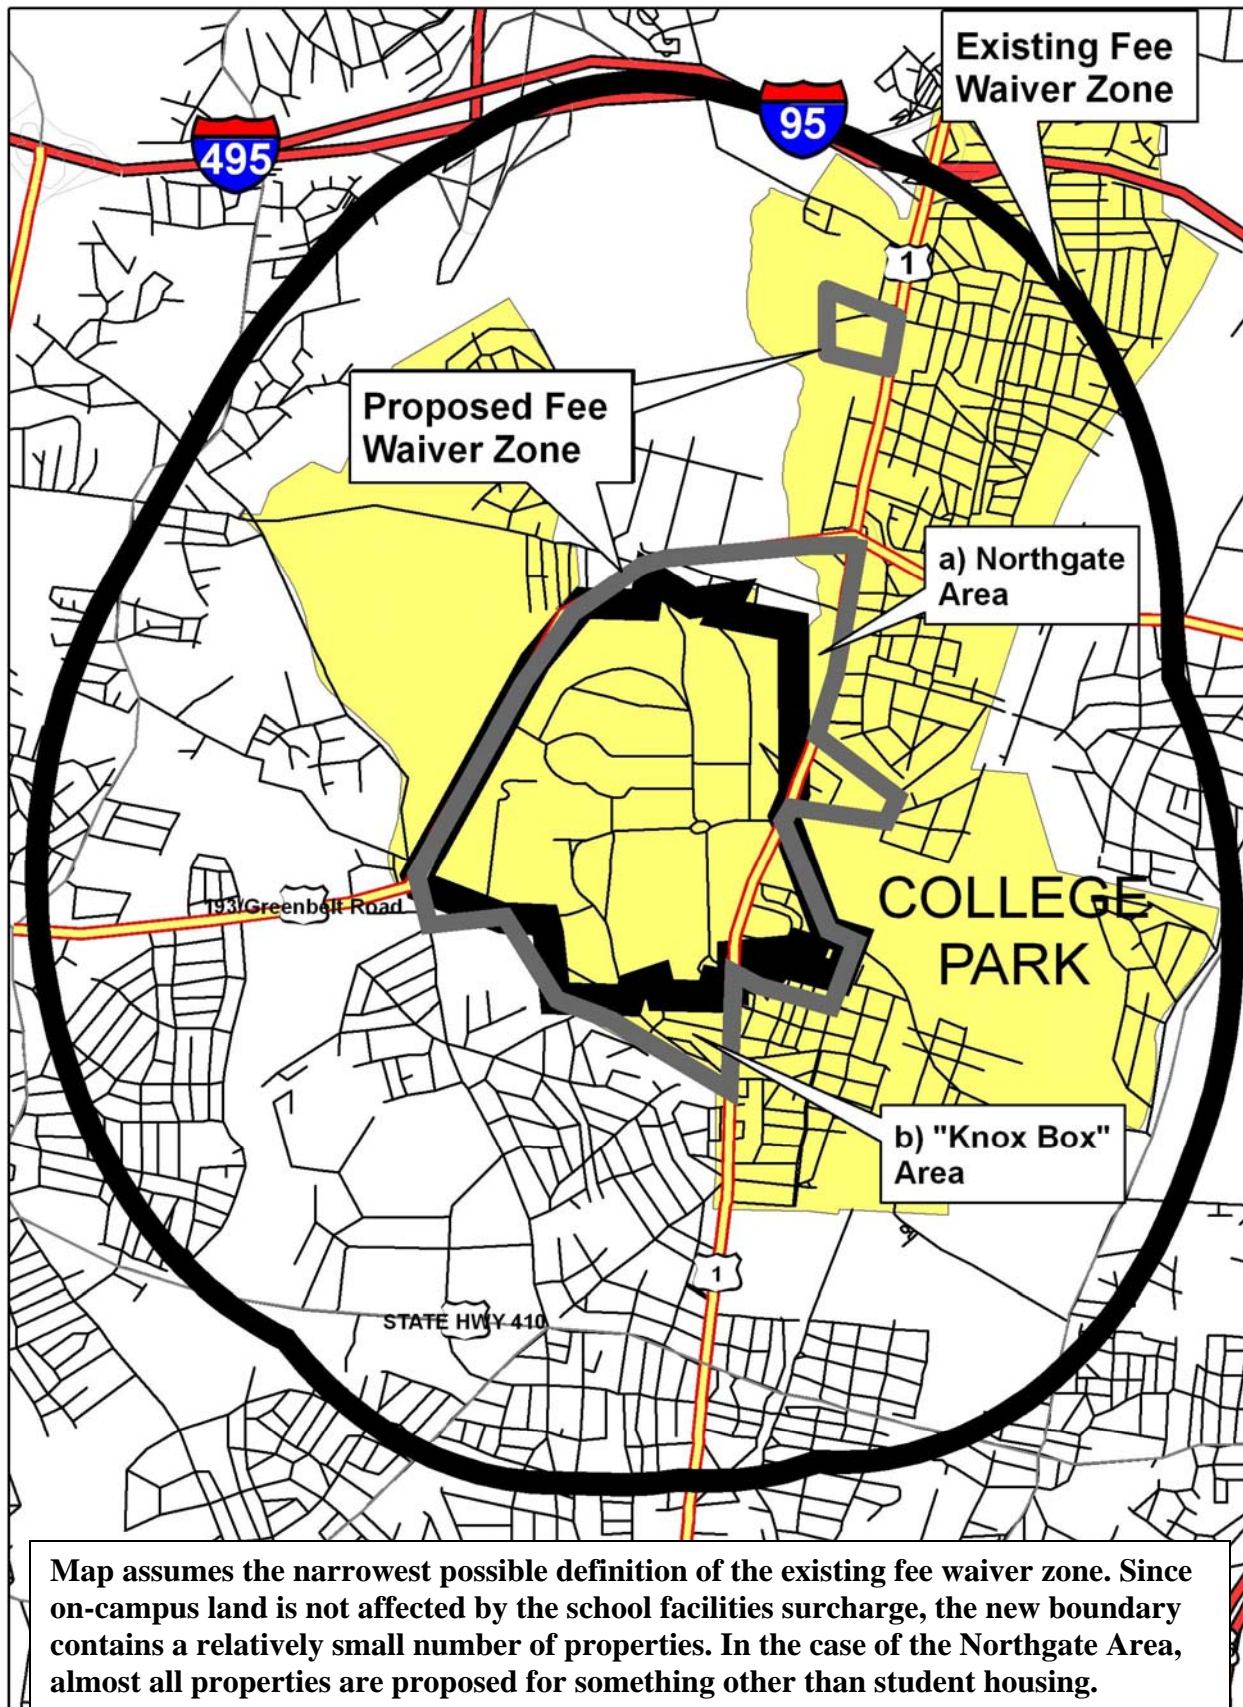 Existing Fee
Waiver Zone
95
495
1
Proposed Fee
Waiver Zone
a) Northgate
Area
COLLEGE
PARK
193/Greenbelt Road
b) "Knox Box"
Area
1
STATE HWY 410
Map assumes the narrowest possible definition of the existing fee waiver zone. Since
on-campus land is not affected by the school facilities surcharge, the new boundary
contains a relatively small number of properties. In the case of the Northgate Area,
almost all properties are proposed for something other than student housing.